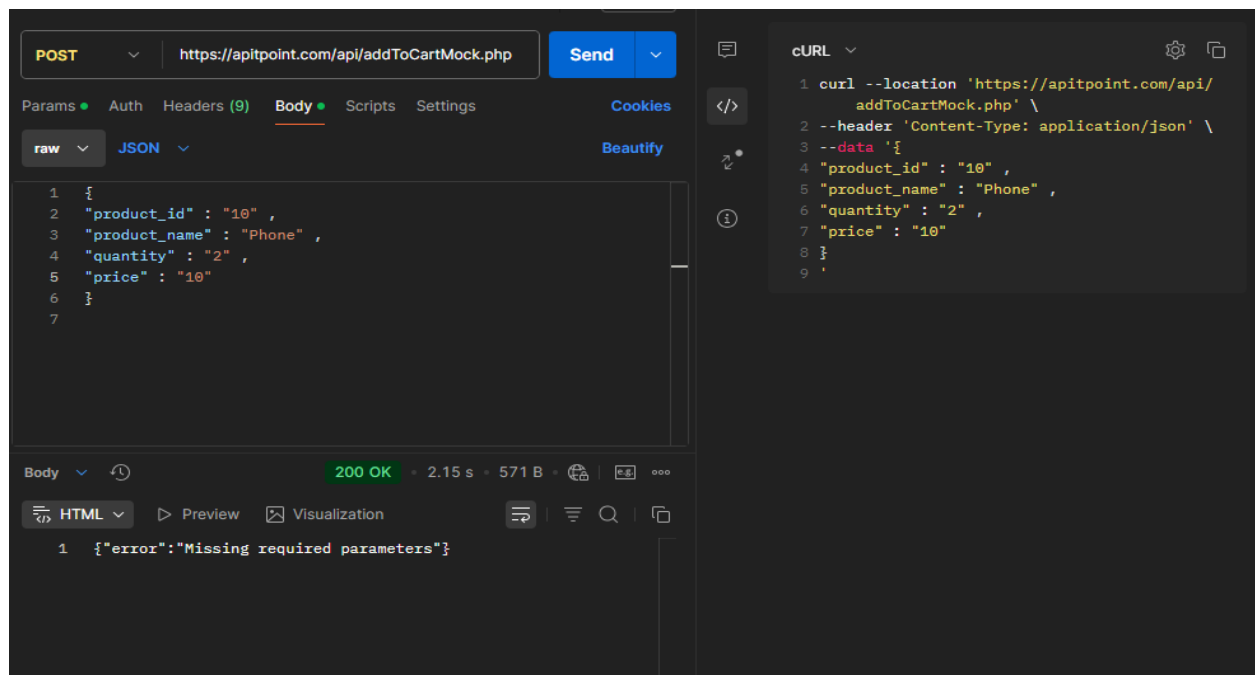 POST https://apitpoint.com/api/addToCartMock.php Send
Params Auth Headers (9) Body Scripts Settings Cookies
raw JSON Beautify
1 {
2 "product_id" : "10" ,
3 "product_name" : "Phone" ,
4 "quantity" : "2" ,
5 "price" : "10"
6 }
7
Body 200 OK 2.15 s 571 B e.g.
HTML Preview Visualization
1 {"error":"Missing required parameters"}
cURL
1 curl --location 'https://apitpoint.com/api/
addToCartMock.php' \
2 --header 'Content-Type: application/json' \
3 --data '{
4 "product_id" : "10" ,
5 "product_name" : "Phone" ,
6 "quantity" : "2" ,
7 "price" : "10"
8 }
9 '